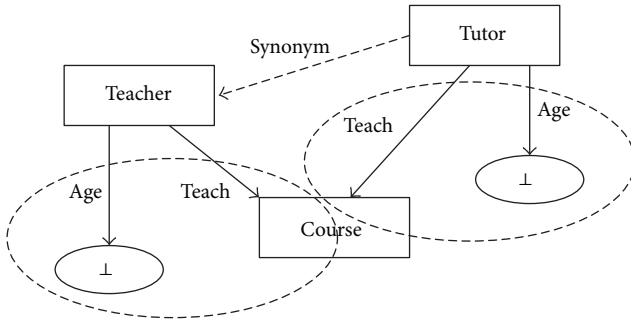 Tutor
Synonym
Teacher
Teach
Age
Age
Teach
⊥
Course
⊥